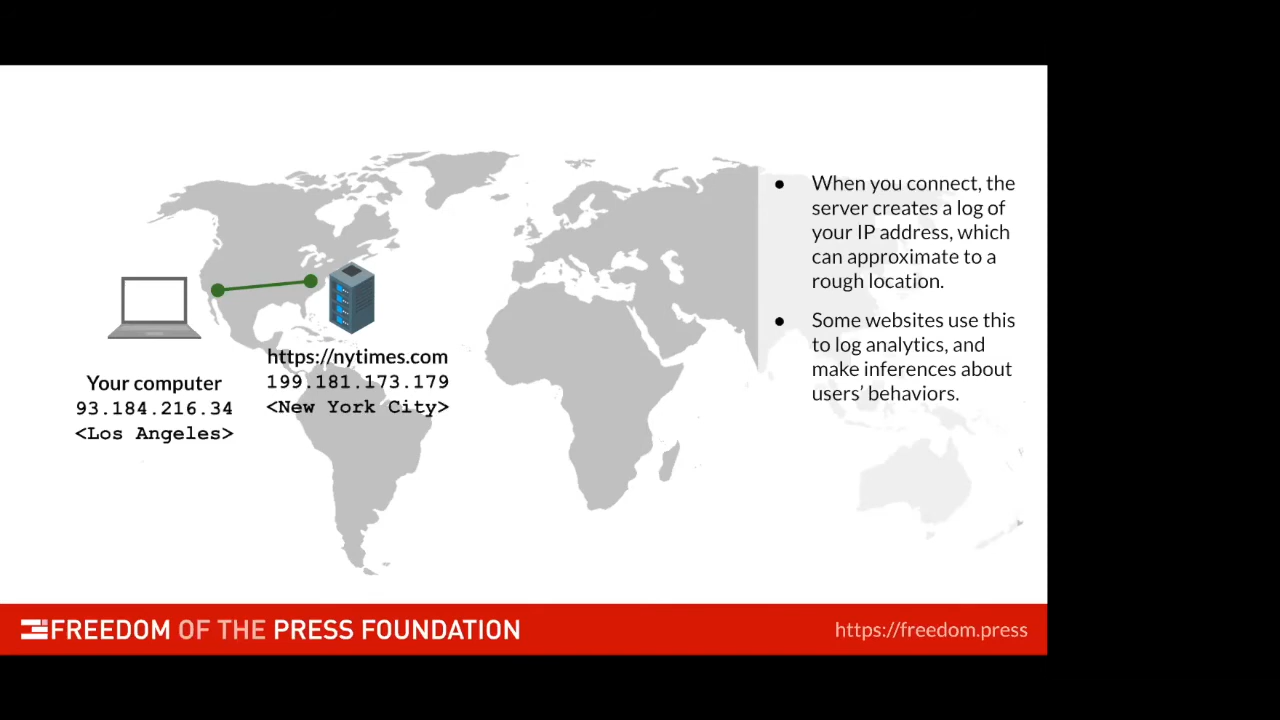 ● When you connect, the
server creates a log of
your IP address, which
can approximate to a
rough location.
● Some websites use this
to log analytics, and
make inferences about
users’ behaviors.
https://nytimes.com
199.181.173.179
<New York City>
Your computer
93.184.216.34
<Los Angeles>
FREEDOM OF THE PRESS FOUNDATION
https://freedom.press